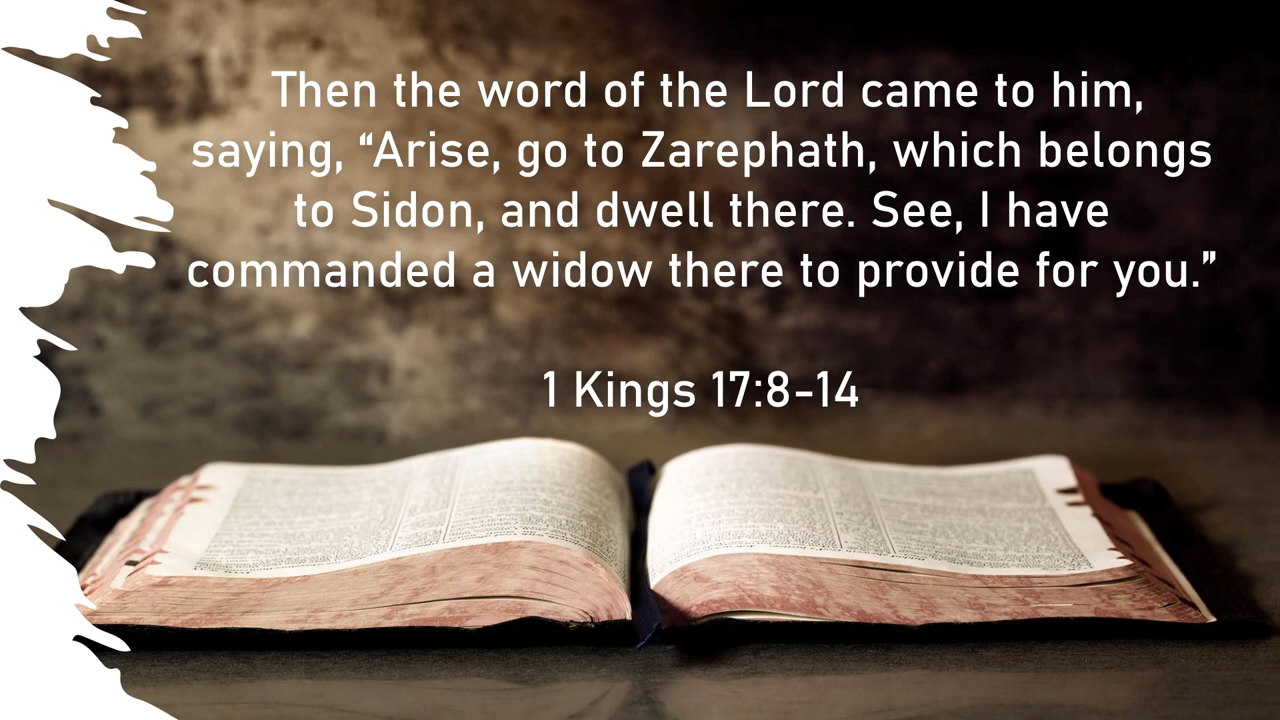 Then the word of the Lord came to him,
saying, “Arise, go to Zarephath, which belongs
to Sidon, and dwell there. See, I have
commanded a widow there to provide for you.”
1 Kings 17:8-14